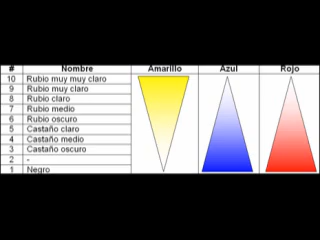 # Nombre Amarillo Azul Rojo
10 Rubio muy muy claro
9 Rubio muy claro
8 Rubio claro
7 Rubio medio
6 Rubio oscuro
5 Castaño claro
4 Castaño medio
3 Castaño oscuro
2 -
1 Negro